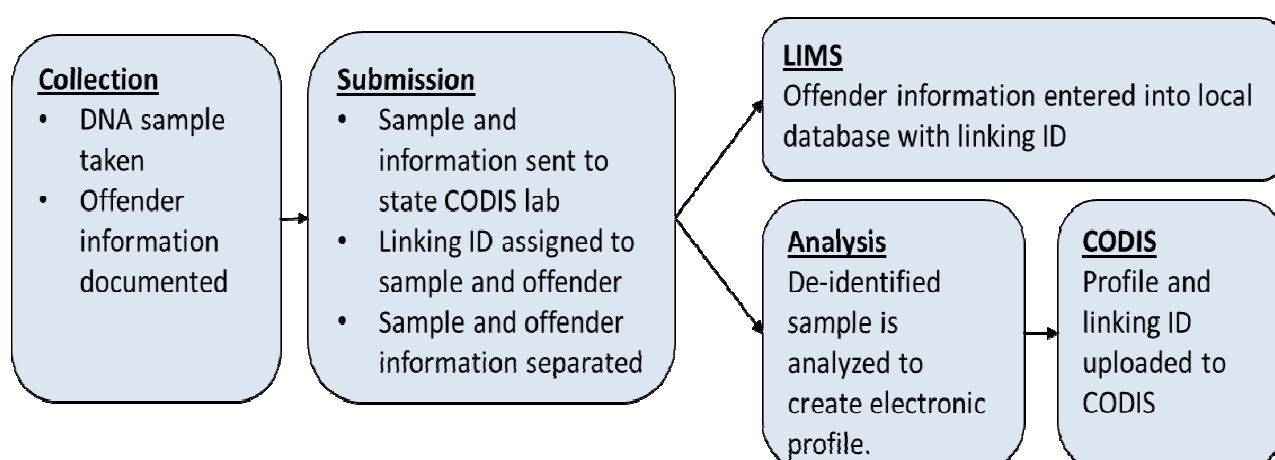 Collection
• DNA sample
taken
• Offender
information
documented
Submission
• Sample and
information sent to
state CODIS lab
• Linking ID assigned to
sample and offender
• Sample and offender
information separated
LIMS
Offender information entered into local
database with linking ID
Analysis
De-identified
sample is
analyzed to
create electronic
profile.
CODIS
Profile and
linking ID
uploaded to
CODIS